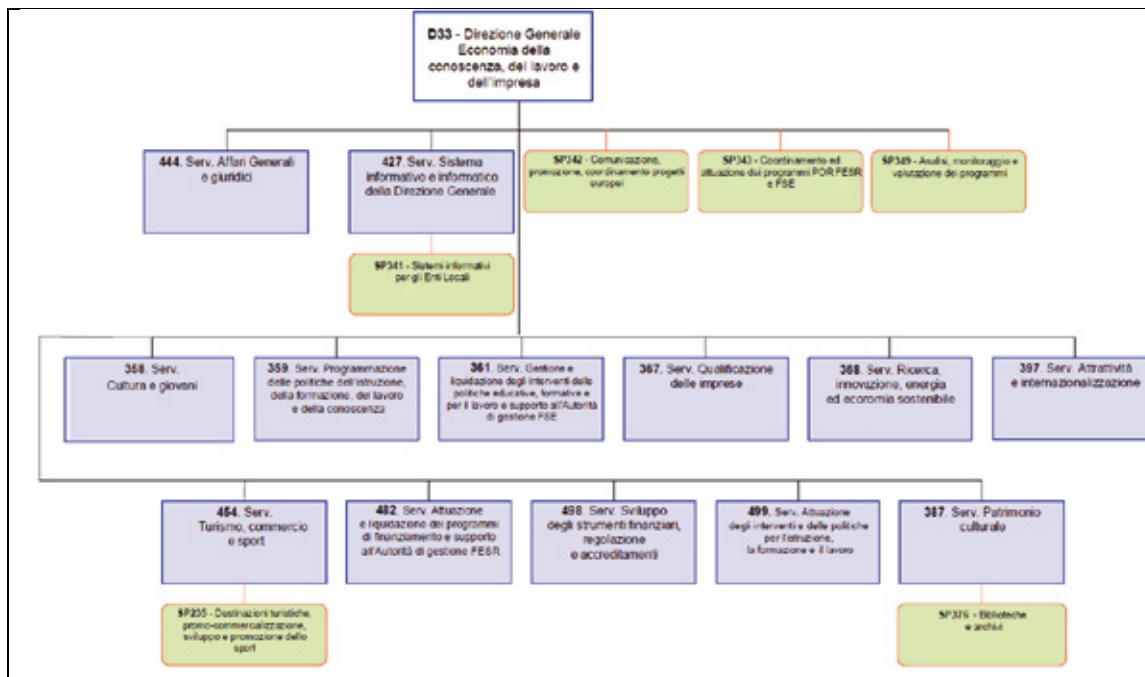 D33 - Direzione Generale
Economia della
conoscenza, del lavoro e
dell'impresa
444. Serv. Affari Generali
e giuridici
427. Serv. Sistema
informativo e informatico
della Direzione Generale
SP342 - Comunicazione,
promozione, coordinamento progetti
europei
SP343 - Coordinamento ed
attuazione dei programmi POR FESR
e FSE
SP349 - Analisi, monitoraggio e
valutazione dei programmi
SP341 - Sistemi informativi
per gli Enti Locali
358. Serv.
Cultura e giovani
359. Serv. Programmazione
delle politiche dell'istruzione,
della formazione, del lavoro
e della conoscenza
361. Serv. Gestione e
liquidazione degli interventi delle
politiche educative, formative e
per il lavoro e supporto all'Autorità
di gestione FSE
367. Serv. Qualificazione
delle imprese
368. Serv. Ricerca,
innovazione, energia
ed economia sostenibile
397. Serv. Attrattività
e internazionalizzazione
454. Serv.
Turismo, commercio
e sport
482. Serv. Attuazione
e liquidazione dei programmi
di finanziamento e supporto
all'Autorità di gestione FESR
498. Serv. Sviluppo
degli strumenti finanziari,
regolazione
e accreditamenti
499. Serv. Attuazione
degli interventi e delle politiche
per l'istruzione,
la formazione e il lavoro
387. Serv. Patrimonio
culturale
SP235 - Destinazioni turistiche,
promo-commercializzazione,
sviluppo e promozione dello
sport
SP376 - Biblioteche
e archivi